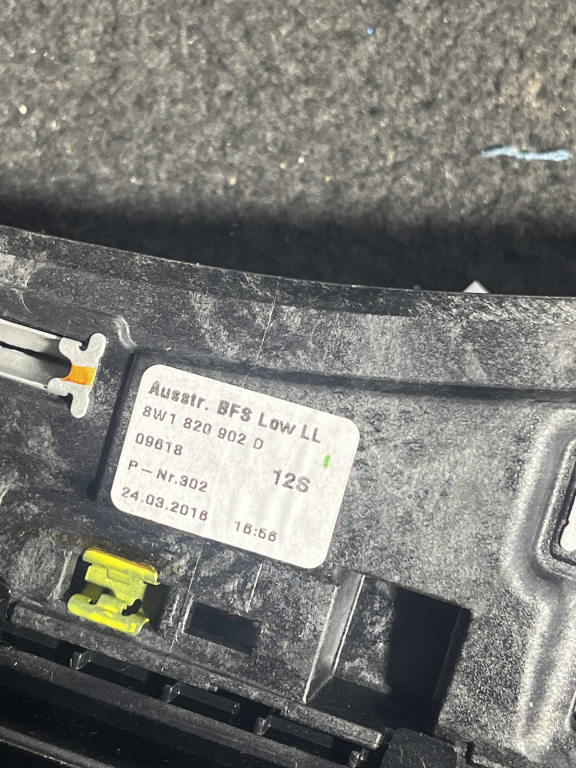 Ausstr. BFS Low LL
8W1 820 902 D
09618
12S
P-Nr.302
24.03.2016 16:56